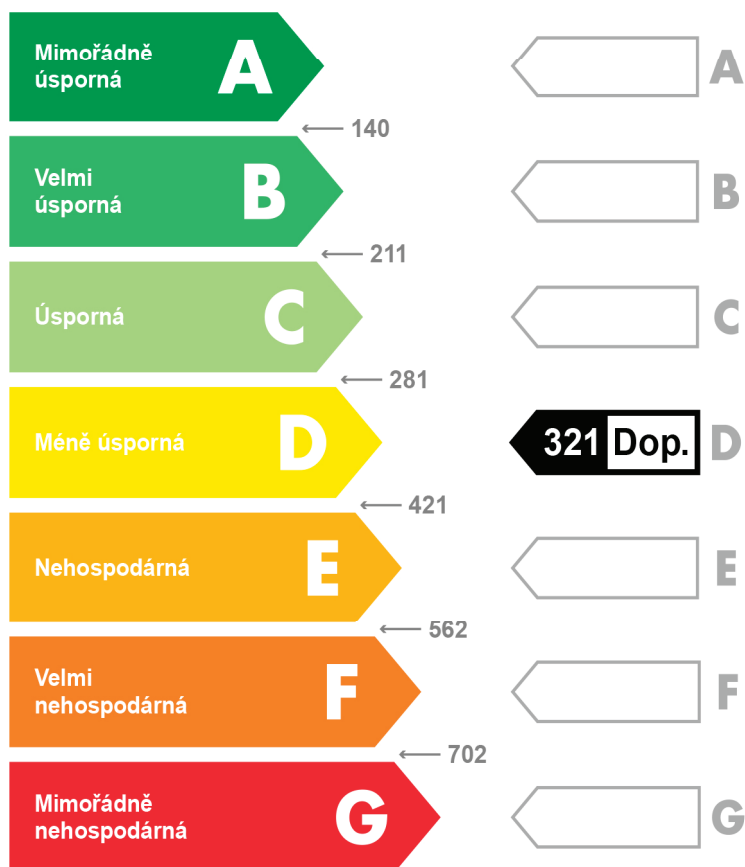 Mimořádně
úsporná
A
A
140
Velmi
úsporná
B
B
211
Úsporná
C
C
281
Méně úsporná
D
321 Dop.
D
421
Nehospodárná
E
E
562
Velmi
nehospodárná
F
F
702
Mimořádně
nehospodárná
G
G